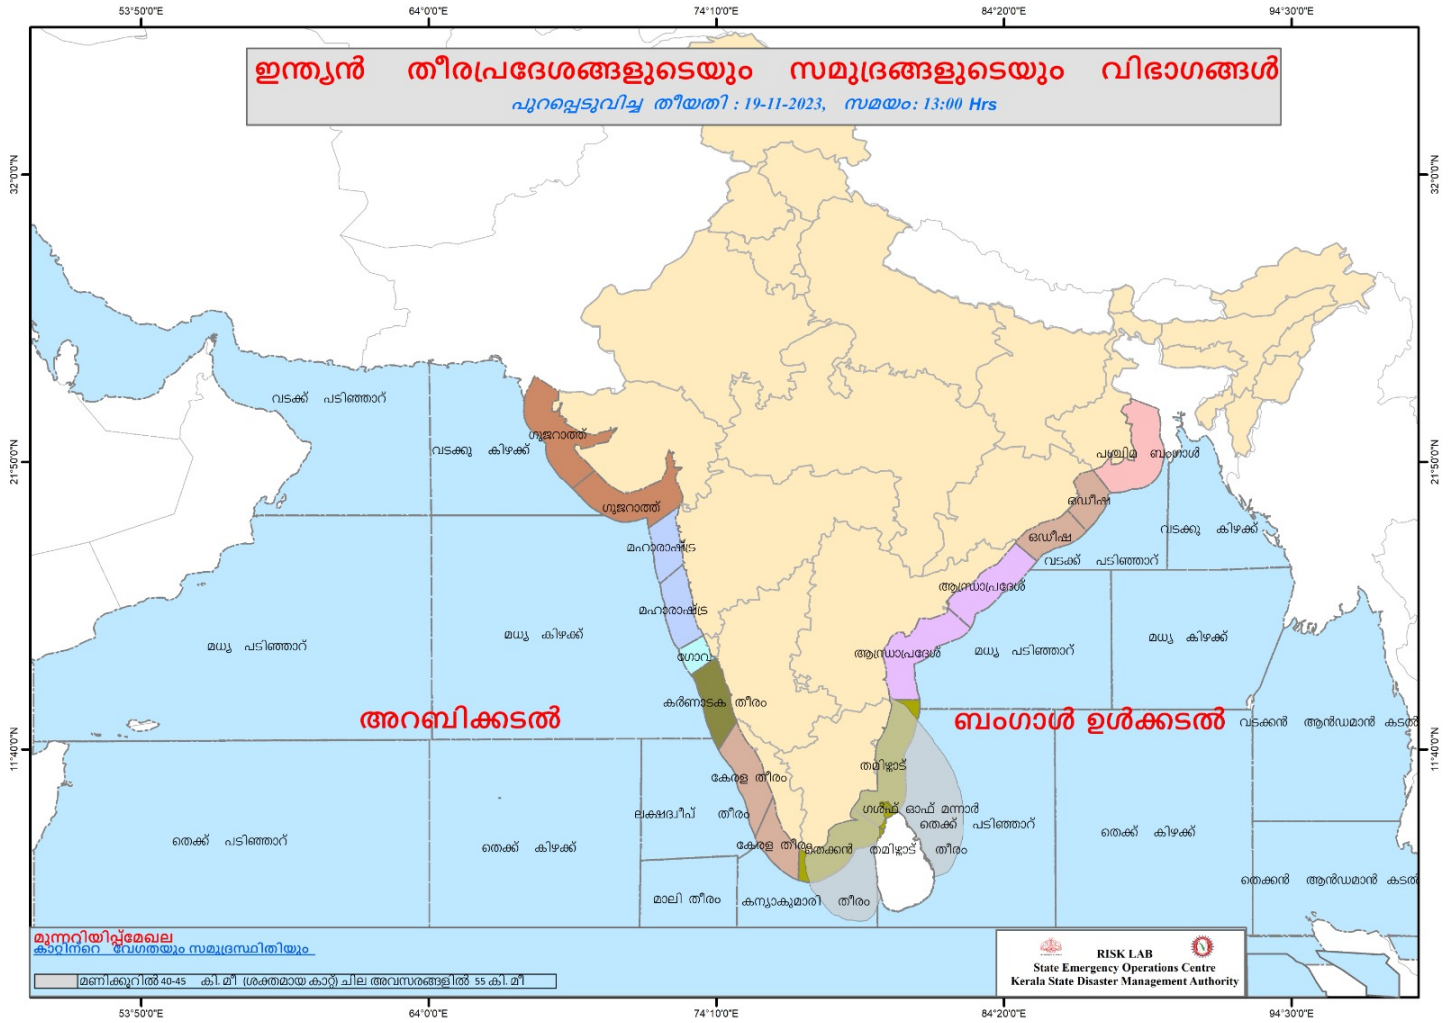 53°50'0"E 64°0'0"E 74°10'0"E 84°20'0"E 94°30'0"E
ഇന്ത്യൻ തീരപ്രദേശങ്ങളുടെയും സമുദ്രങ്ങളുടെയും വിഭാഗങ്ങൾ
പുറപ്പെടുവിച്ച തീയതി : 19-11-2023, സമയം: 13:00 Hrs
32°0'0"N 32°0'0"N
വടക്ക് പടിഞ്ഞാറ്
ഗുജറാത്ത്
വടക്കു കിഴക്ക്
പശ്ചിമ ബംഗാൾ
21°50'0"N 21°50'0"N
ഗുജറാത്ത്
ഒഡീഷ
വടക്കു കിഴക്ക്
ഒഡീഷ
മഹാരാഷ്ട്ര
വടക്ക് പടിഞ്ഞാറ്
ആന്ധ്രാപ്രദേശ്
മഹാരാഷ്ട്ര
മധ്യ കിഴക്ക്
മധ്യ കിഴക്ക്
മധ്യ പടിഞ്ഞാറ്
ആന്ധ്രാപ്രദേശ്
മധ്യ പടിഞ്ഞാറ്
ഗോവ
കർണാടക തീരം
അറബിക്കടൽ
ബംഗാൾ ഉൾക്കടൽ
വടക്കൻ ആൻഡമാൻ കടൽ
11°40'0"N 11°40'0"N
തമിഴ്നാട്
കേരള തീരം
ഗൾഫ് ഓഫ് മന്നാർ
ലക്ഷദ്വീപ് തീരം
തെക്ക് പടിഞ്ഞാറ്
തെക്ക് കിഴക്ക്
തെക്ക് പടിഞ്ഞാറ്
തെക്ക് കിഴക്ക്
കേരള തീരം
തെക്കൻ തമിഴ്നാട് തീരം
തെക്കൻ ആൻഡമാൻ കടൽ
മാലി തീരം
കന്യാകുമാരി തീരം
മുന്നറിയിപ്പ്മേഖല
കാറ്റിന്റെ വേഗതയും സമുദ്രസ്ഥിതിയും
മണിക്കൂറിൽ 40-45 കി. മീ (ശക്തമായ കാറ്റ്) ചില അവസരങ്ങളിൽ 55 കി. മീ
RISK LAB
State Emergency Operations Centre
Kerala State Disaster Management Authority
53°50'0"E 64°0'0"E 74°10'0"E 84°20'0"E 94°30'0"E